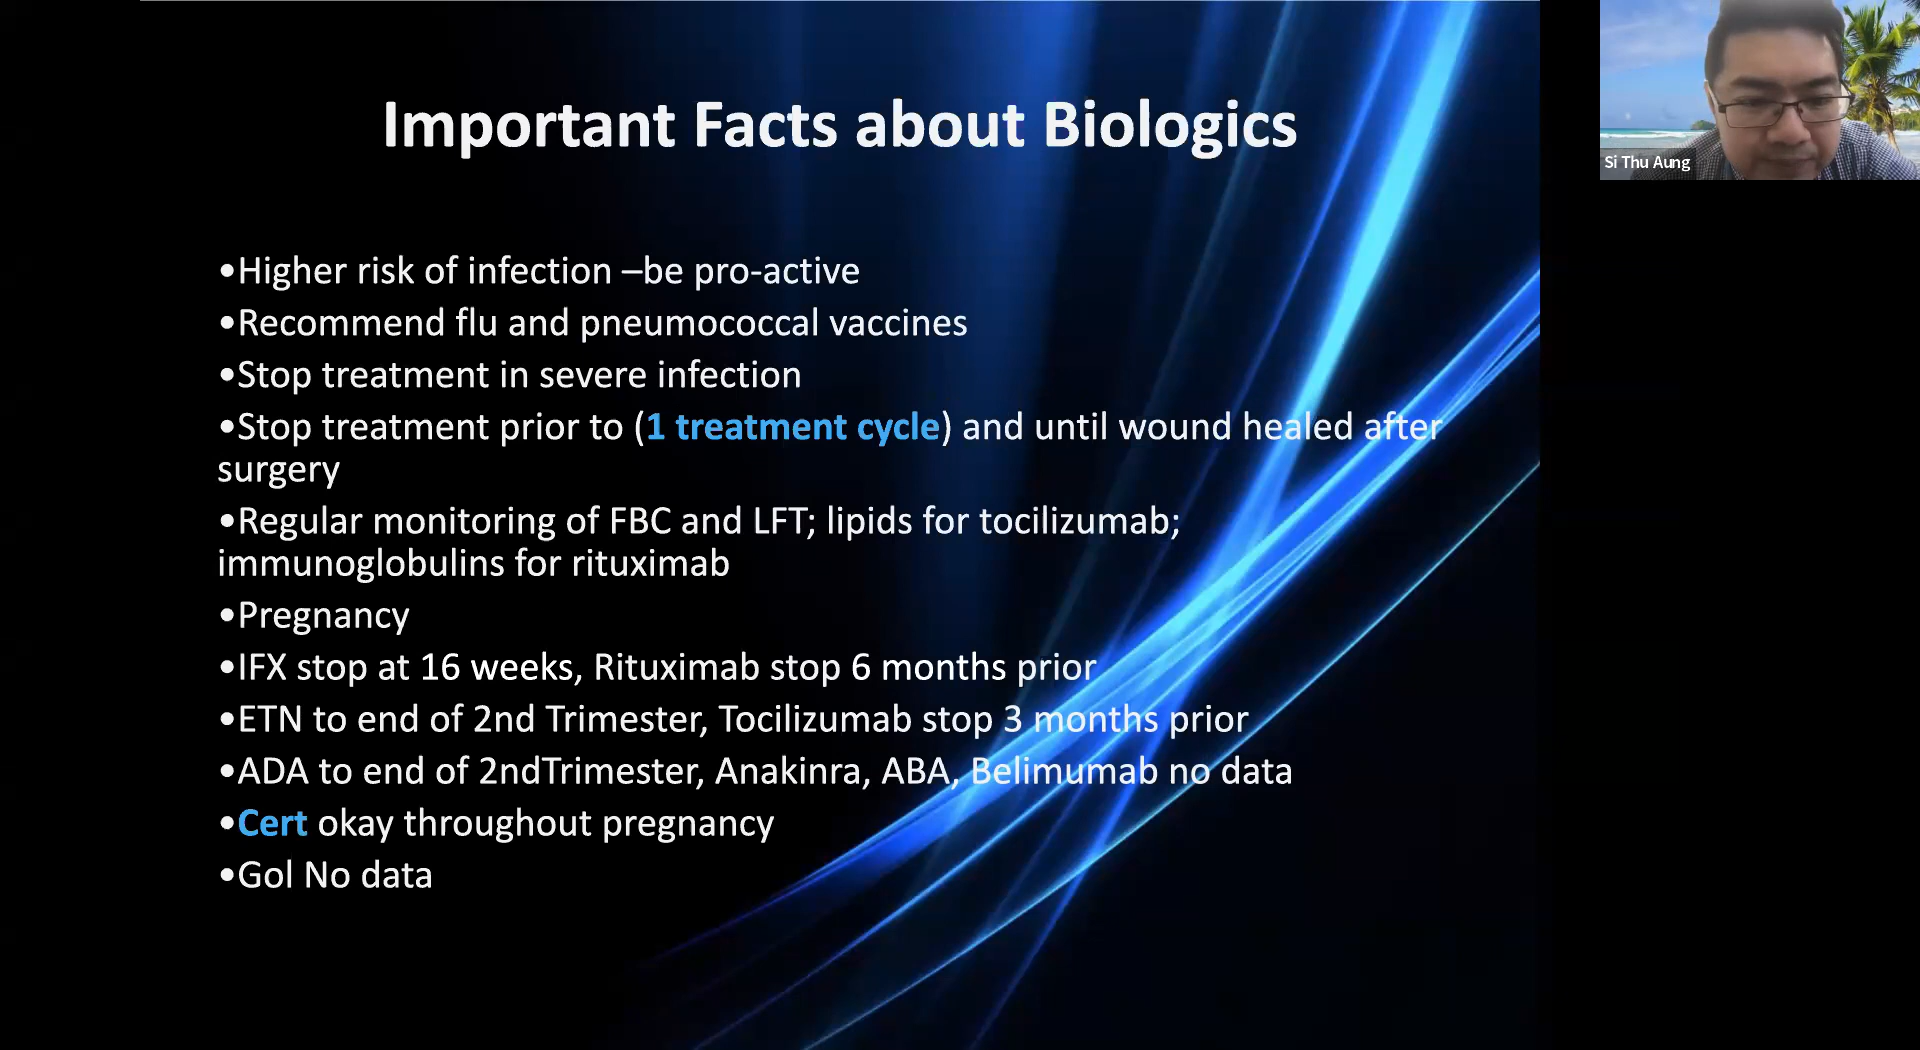 Important Facts about Biologics
Si Thu Aung
•Higher risk of infection –be pro-active
•Recommend flu and pneumococcal vaccines
•Stop treatment in severe infection
•Stop treatment prior to (1 treatment cycle) and until wound healed after
surgery
•Regular monitoring of FBC and LFT; lipids for tocilizumab;
immunoglobulins for rituximab
•Pregnancy
•IFX stop at 16 weeks, Rituximab stop 6 months prior
•ETN to end of 2nd Trimester, Tocilizumab stop 3 months prior
•ADA to end of 2ndTrimester, Anakinra, ABA, Belimumab no data
•Cert okay throughout pregnancy
•Gol No data